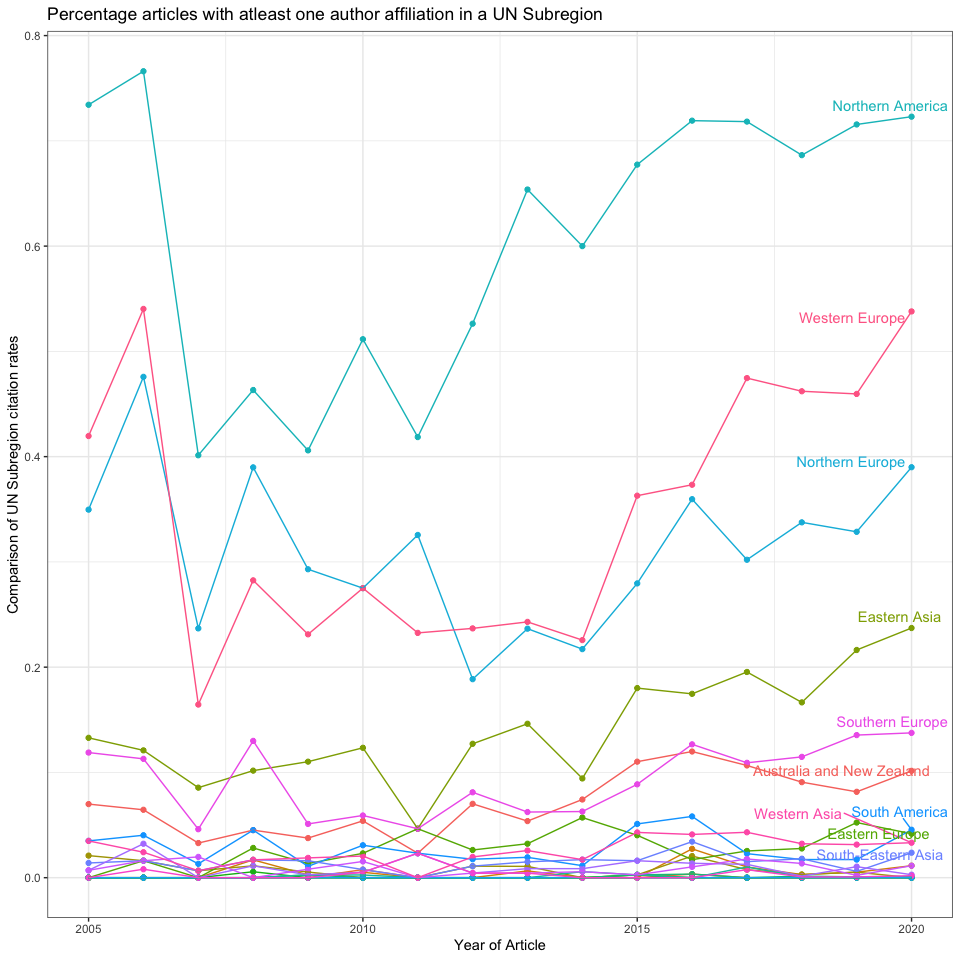 Percentage articles with atleast one author affiliation in a UN Subregion
0.8
Northern America
0.6
Western Europe
Comparison of UN Subregion citation rates
Northern Europe
0.4
Eastern Asia
0.2
Southern Europe
Australia and New Zealand
Western Asia
South America
Eastern Europe
South-Eastern Asia
0.0
2005
2010
2015
2020
Year of Article